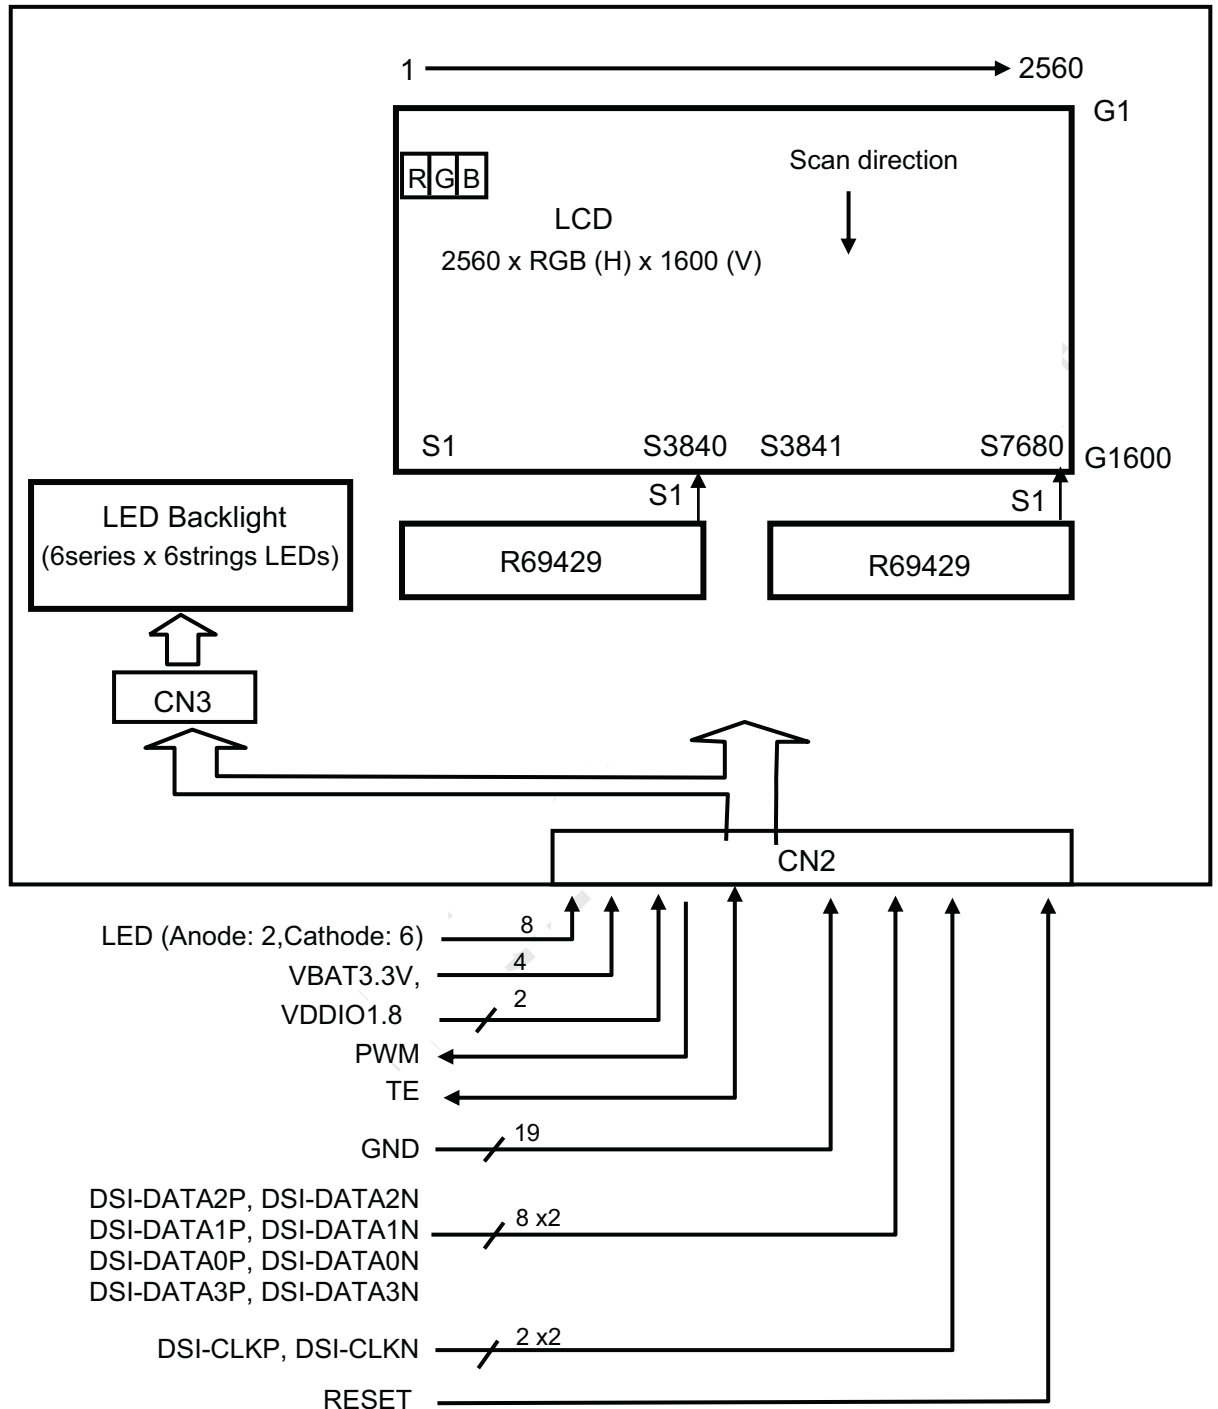 1 2560
G1
R G B
Scan direction
LCD
2560 x RGB (H) x 1600 (V)
S1 S3840 S3841 S7680
G1600
S1 S1
LED Backlight
(6series x 6strings LEDs)
R69429 R69429
CN3
CN2
LED (Anode: 2,Cathode: 6) 8
VBAT3.3V, 4
VDDIO1.8 2
PWM
TE
GND 19
DSI-DATA2P, DSI-DATA2N
DSI-DATA1P, DSI-DATA1N 8 x2
DSI-DATA0P, DSI-DATA0N
DSI-DATA3P, DSI-DATA3N
DSI-CLKP, DSI-CLKN 2 x2
RESET